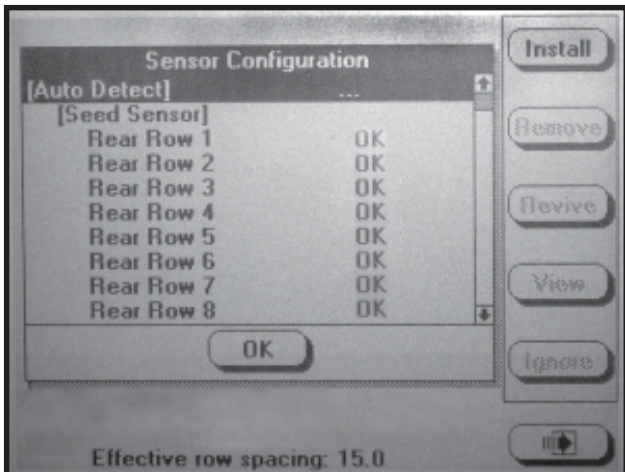 Sensor Configuration
[Auto Detect] ...
[Seed Sensor]
Rear Row 1 OK
Rear Row 2 OK
Rear Row 3 OK
Rear Row 4 OK
Rear Row 5 OK
Rear Row 6 OK
Rear Row 7 OK
Rear Row 8 OK
OK
Effective row spacing: 15.0
Install
Remove
Revive
View
Ignore